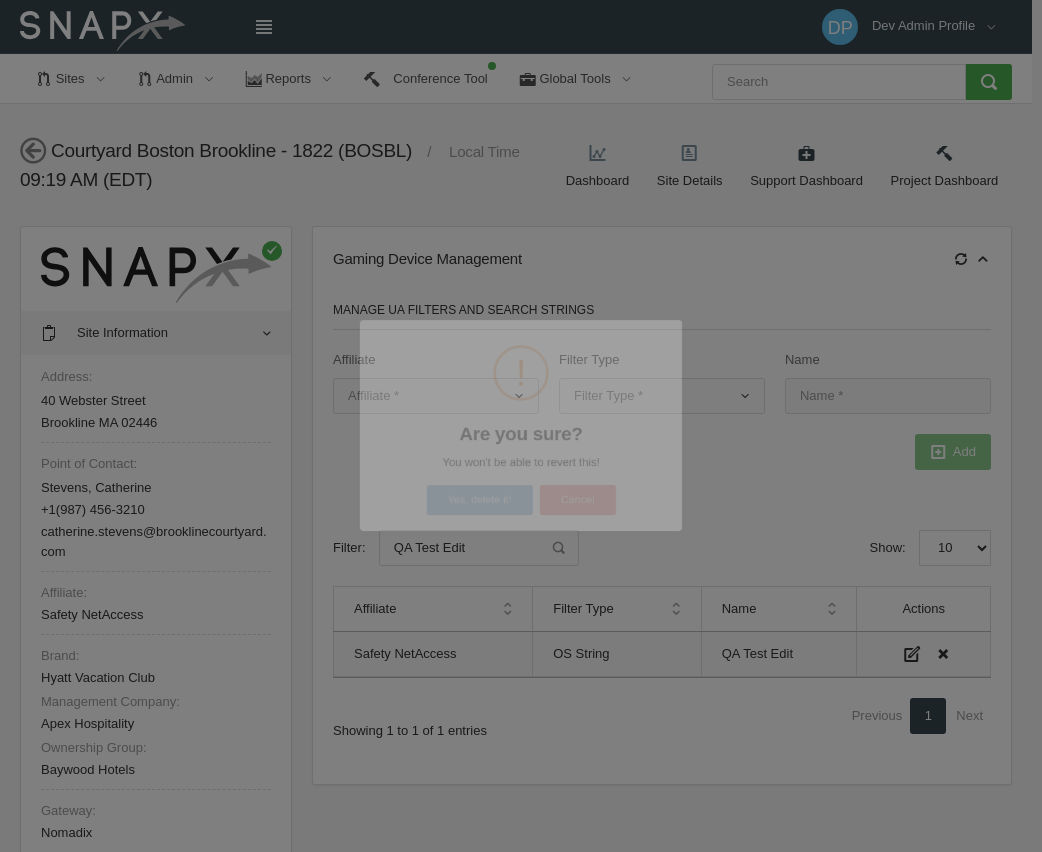 SNAPX
DP
Dev Admin Profile
Sites
Admin
Reports
Conference Tool
Global Tools
Search
Courtyard Boston Brookline - 1822 (BOSBL) / Local Time
09:19 AM (EDT)
Dashboard
Site Details
Support Dashboard
Project Dashboard
SNAPX
Site Information
Address:
40 Webster Street
Brookline MA 02446
Point of Contact:
Stevens, Catherine
+1(987) 456-3210
catherine.stevens@brooklinecourtyard.
com
Affiliate:
Safety NetAccess
Brand:
Hyatt Vacation Club
Management Company:
Apex Hospitality
Ownership Group:
Baywood Hotels
Gateway:
Nomadix
Gaming Device Management
MANAGE UA FILTERS AND SEARCH STRINGS
Affiliate
Filter Type
Name
Affiliate *
Filter Type *
Name *
Add
Are you sure?
You won't be able to revert this!
Yes, delete it!
Cancel
Filter:
QA Test Edit
Show:
10
Affiliate
Filter Type
Name
Actions
Safety NetAccess
OS String
QA Test Edit
Showing 1 to 1 of 1 entries
Previous
1
Next